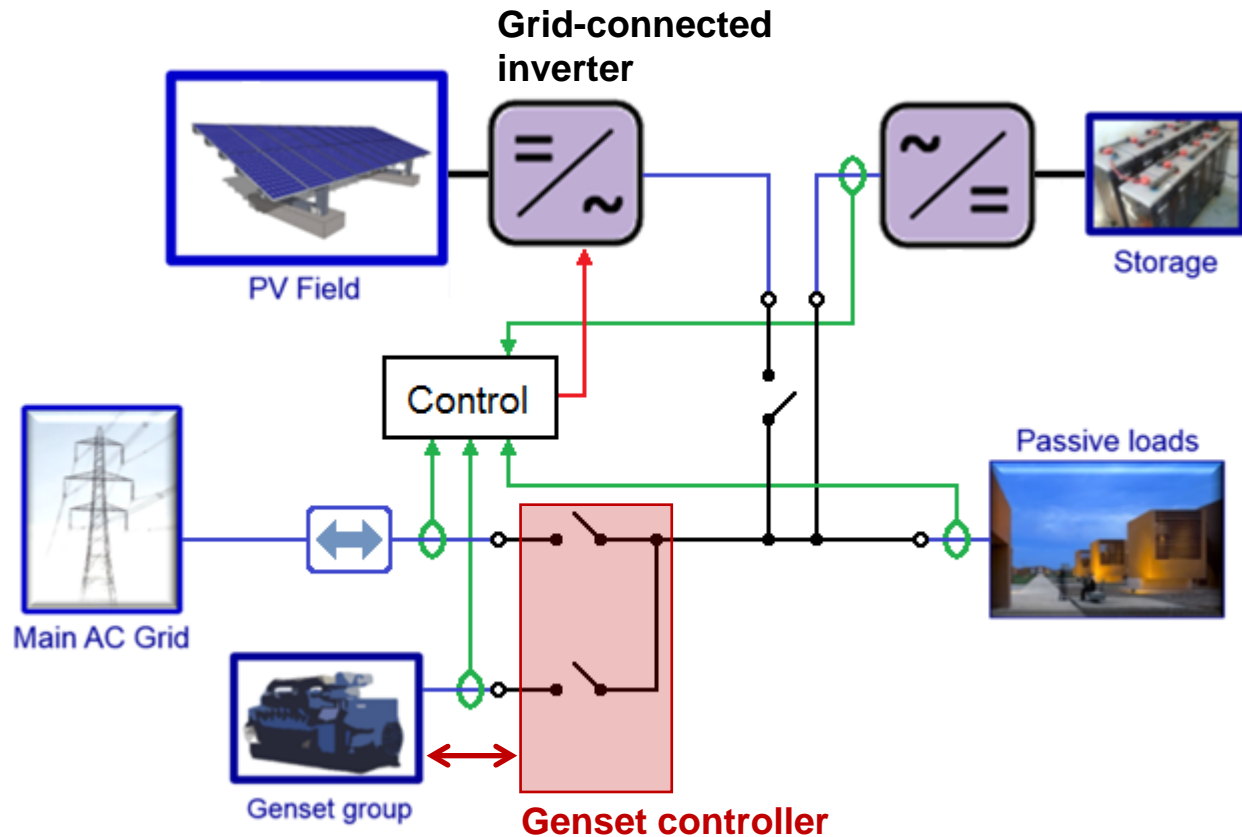 Grid-connected
inverter
PV Field
Storage
Control
Passive loads
Main AC Grid
Genset group
Genset controller